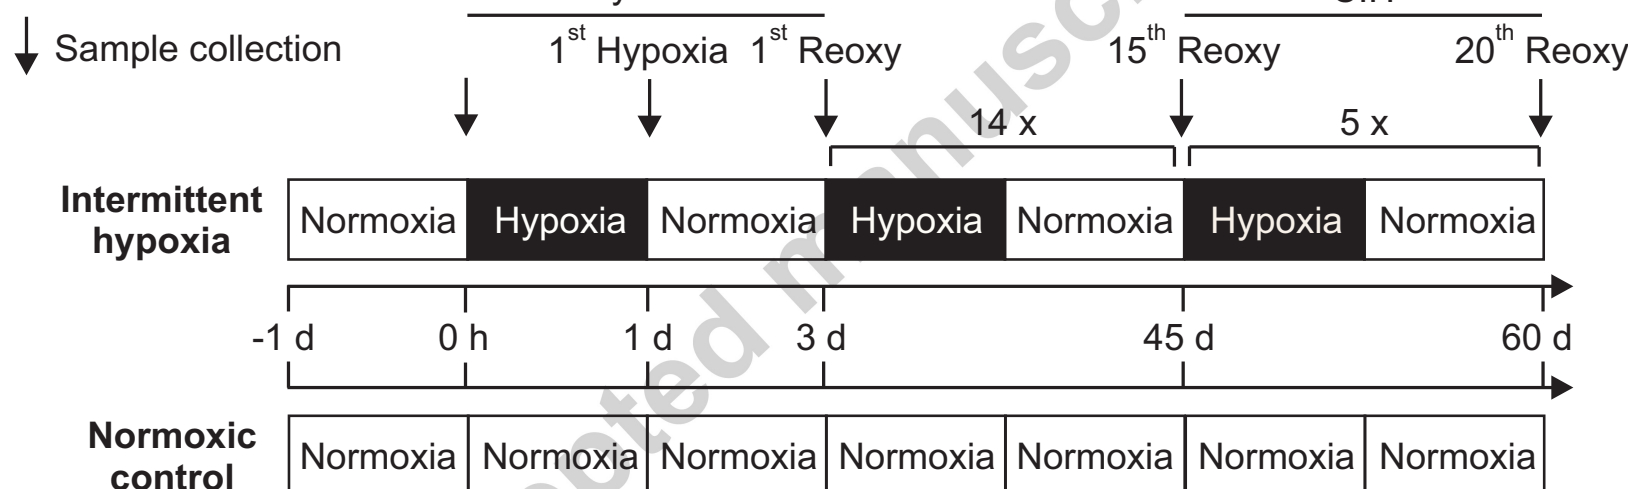 Sample collection
1st Hypoxia 1st Reoxy 15th Reoxy 20th Reoxy
14 x 5 x
Intermittent hypoxia
Normoxia Hypoxia Normoxia Hypoxia Normoxia Hypoxia Normoxia
-1 d 0 h 1 d 3 d 45 d 60 d
Normoxic control
Normoxia Normoxia Normoxia Normoxia Normoxia Normoxia Normoxia